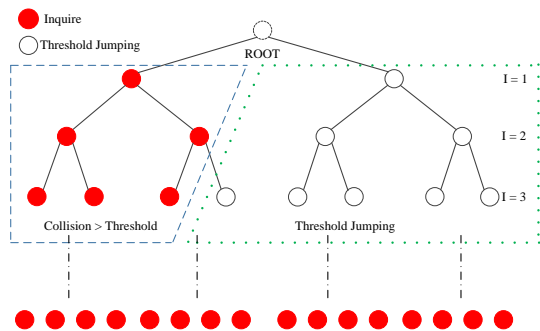 Inquire
Threshold Jumping
ROOT
I = 1
I = 2
I = 3
Collision > Threshold
Threshold Jumping